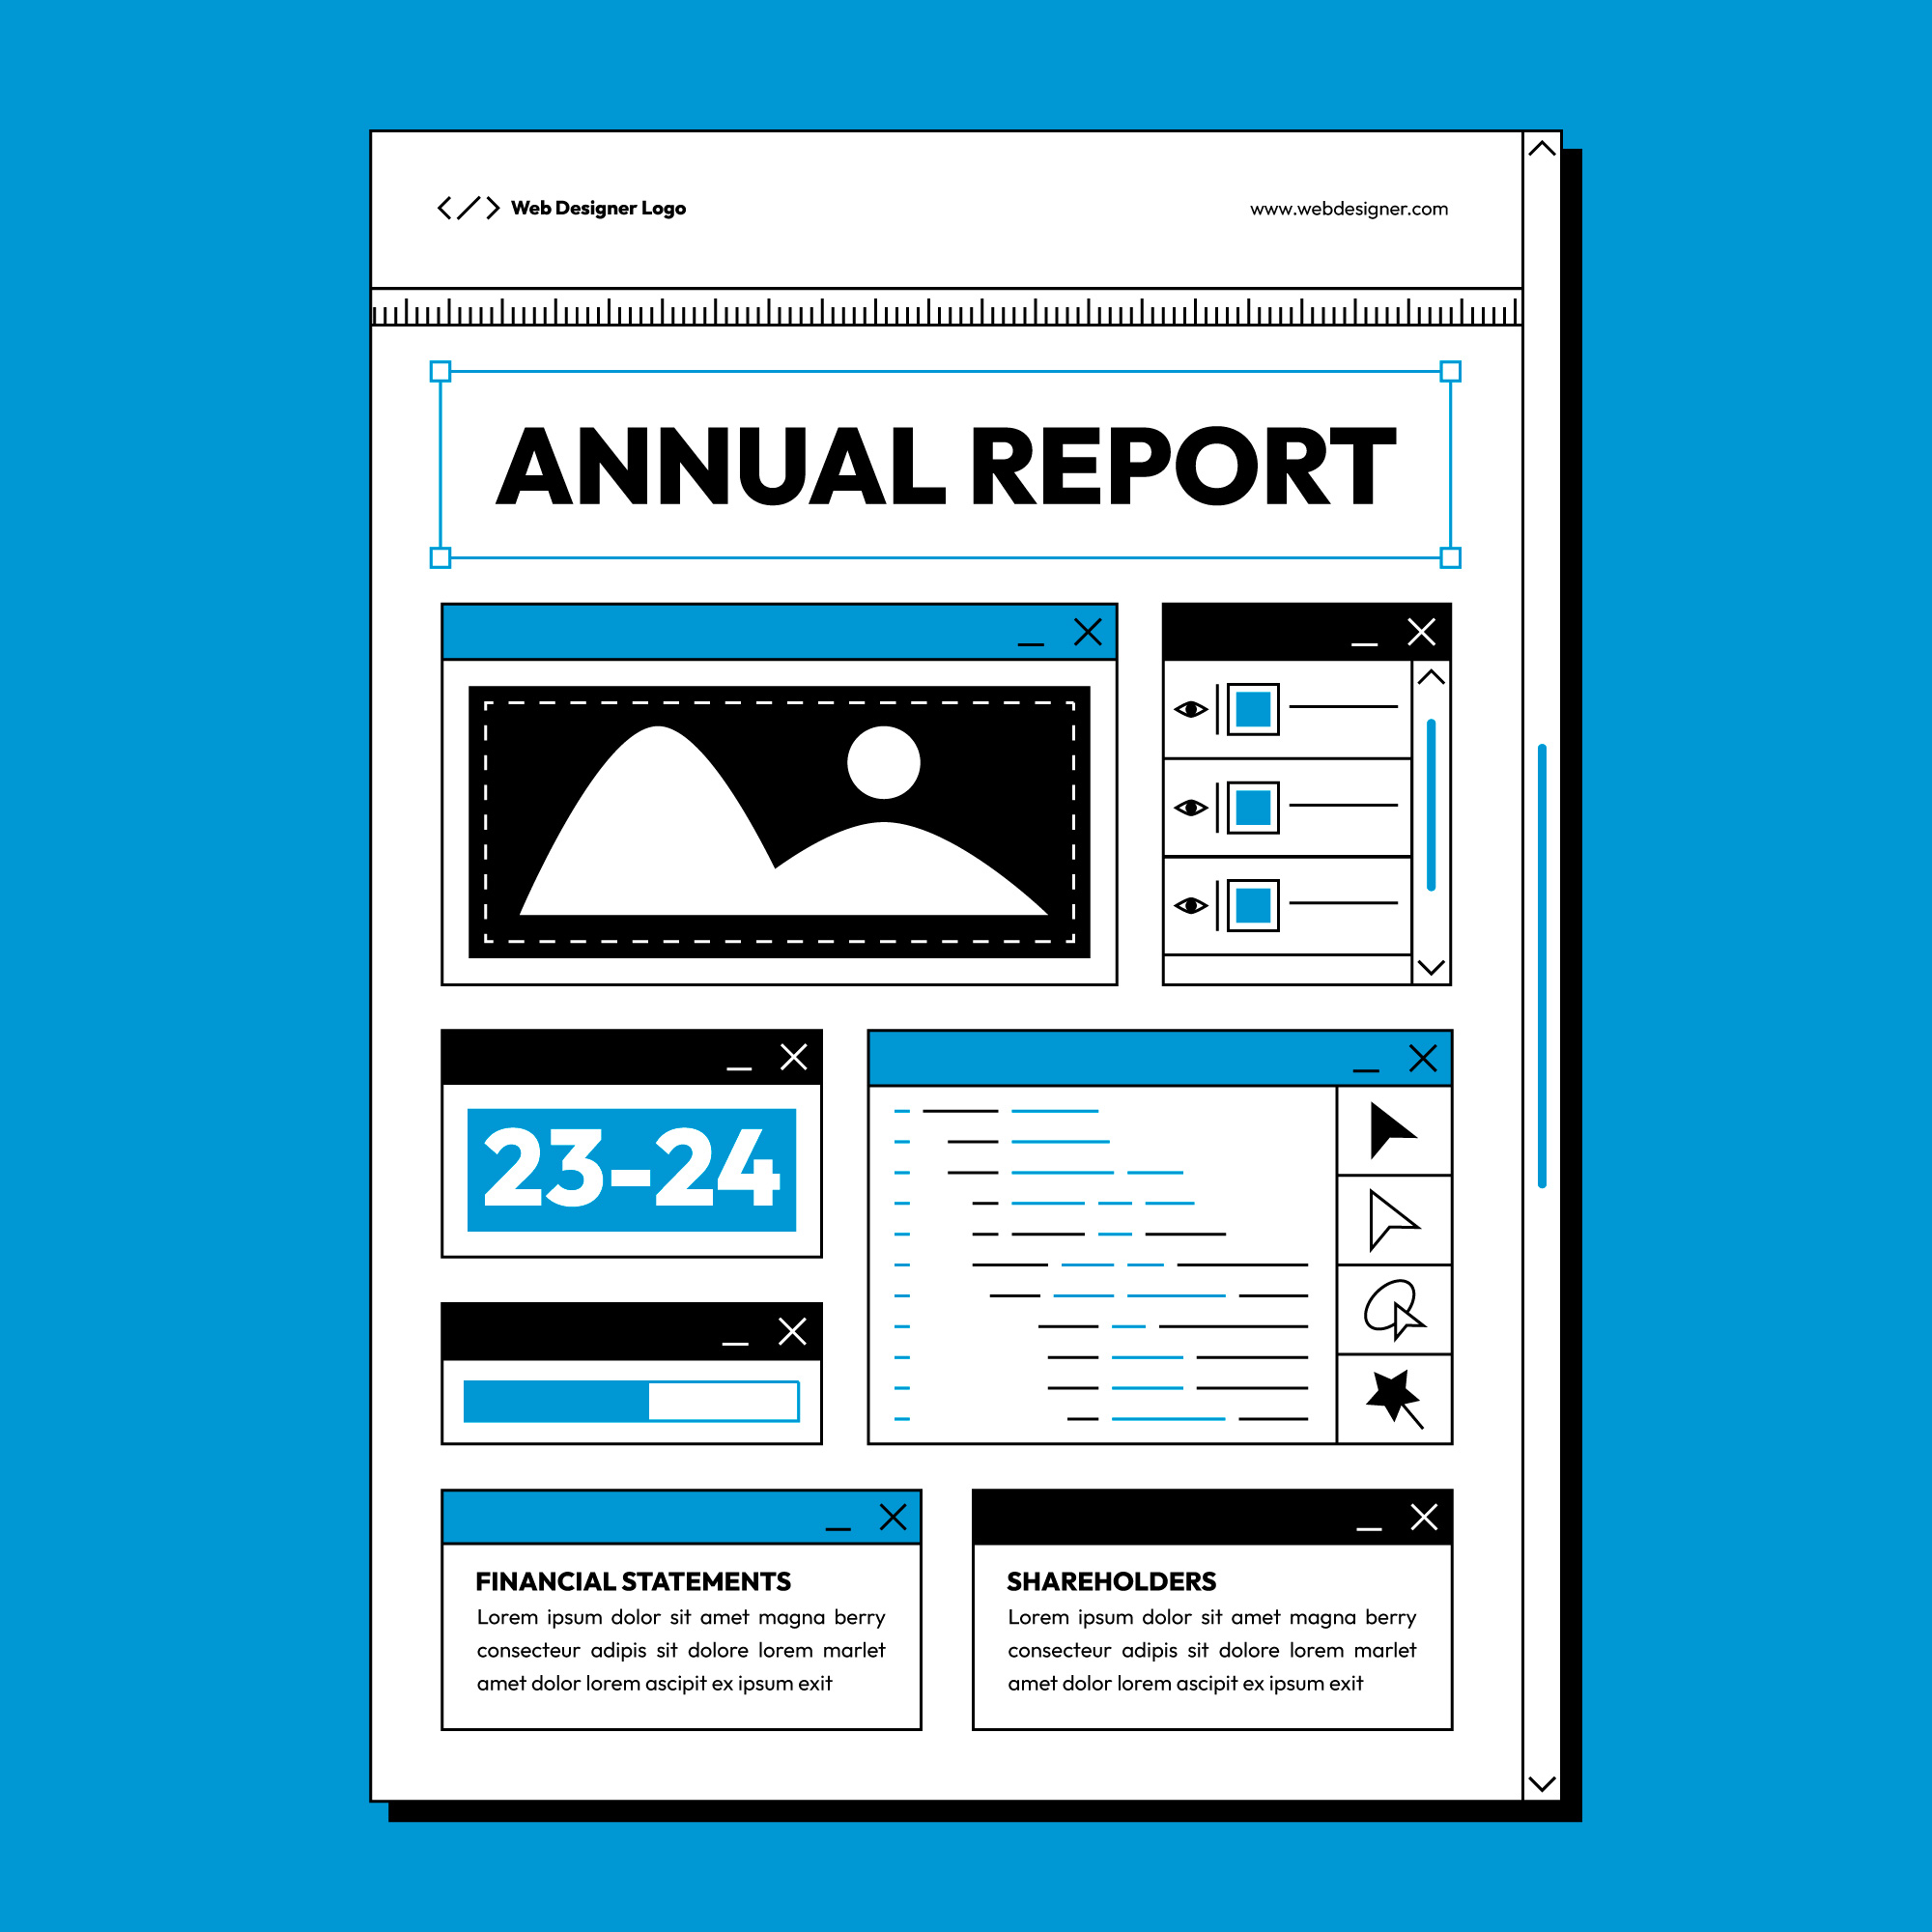 Web Designer Logo
www.webdesigner.com
ANNUAL REPORT
23-24
FINANCIAL STATEMENTS
Lorem ipsum dolor sit amet magna berry
consecteur adipis sit dolore lorem marlet
amet dolor lorem ascipit ex ipsum exit
SHAREHOLDERS
Lorem ipsum dolor sit amet magna berry
consecteur adipis sit dolore lorem marlet
amet dolor lorem ascipit ex ipsum exit